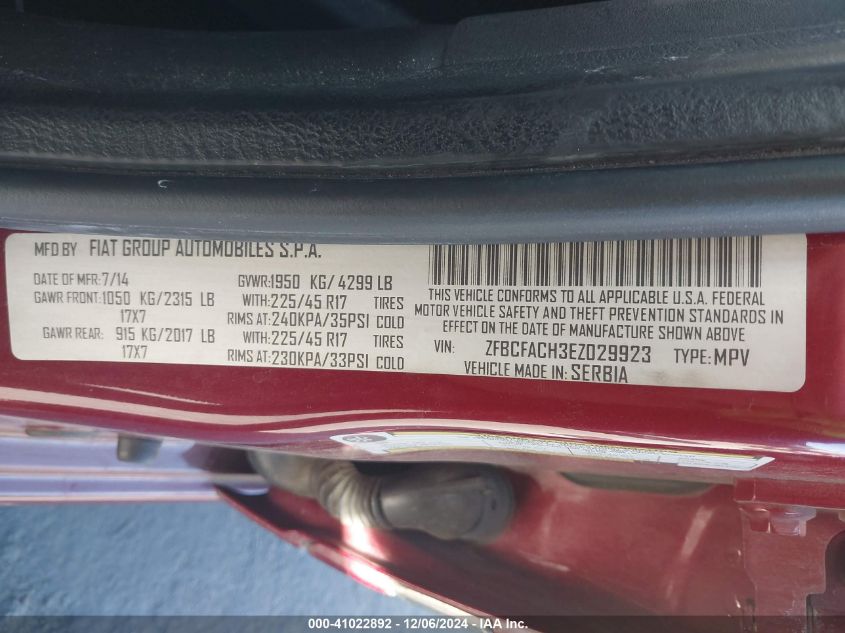 MFD BY FIAT GROUP AUTOMOBILES S.P.A.
DATE OF MFR: 7/14 GVWR: 1950 KG/ 4299 LB
GAWR FRONT: 1050 KG/2315 LB WITH: 225/45 R17 TIRES
17X7 RIMS AT: 240KPA/35PSI COLD
GAWR REAR: 915 KG/2017 LB WITH: 225/45 R17 TIRES
17X7 RIMS AT: 230KPA/33PSI COLD
THIS VEHICLE CONFORMS TO ALL APPLICABLE U.S.A. FEDERAL
MOTOR VEHICLE SAFETY AND THEFT PREVENTION STANDARDS IN
EFFECT ON THE DATE OF MANUFACTURE SHOWN ABOVE
VIN: ZFBCFACH3EZ029923 TYPE: MPV
VEHICLE MADE IN: SERBIA
000-41022892 - 12/06/2024 - IAA Inc.